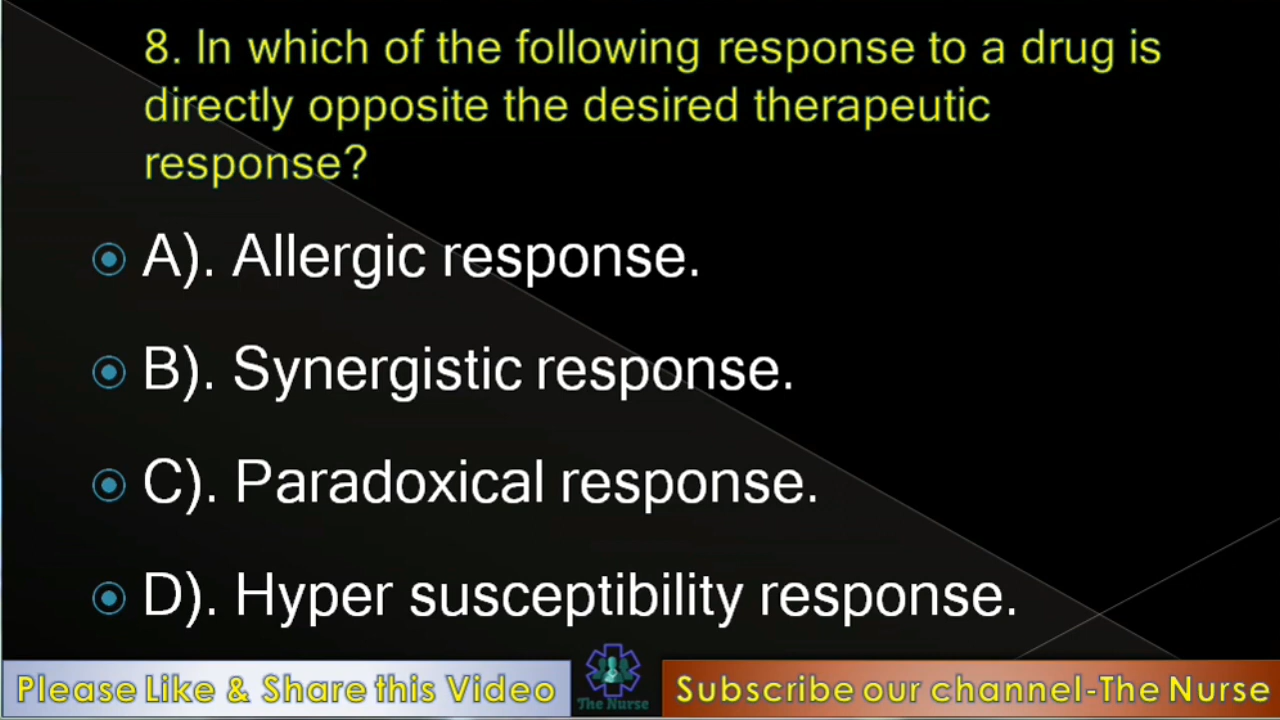 8. In which of the following response to a drug is
directly opposite the desired therapeutic
response?
A). Allergic response.
B). Synergistic response.
C). Paradoxical response.
D). Hyper susceptibility response.
Please Like & Share this Video
The Nurse
Subscribe our channel-The Nurse